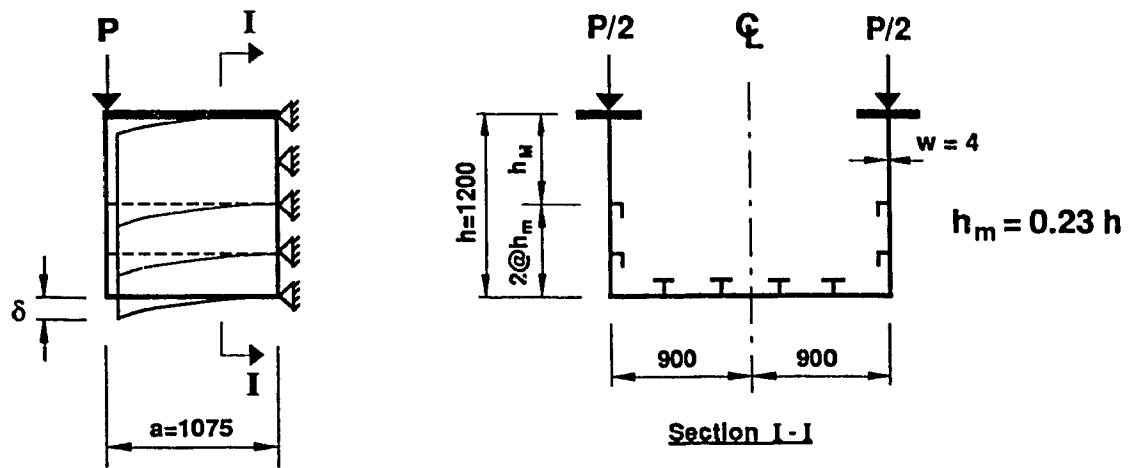 P
I
δ
I
a=1075
P/2
℄
P/2
h=1200
h_M
2@h_m
w = 4
h_m = 0.23 h
900
900
Section I-I